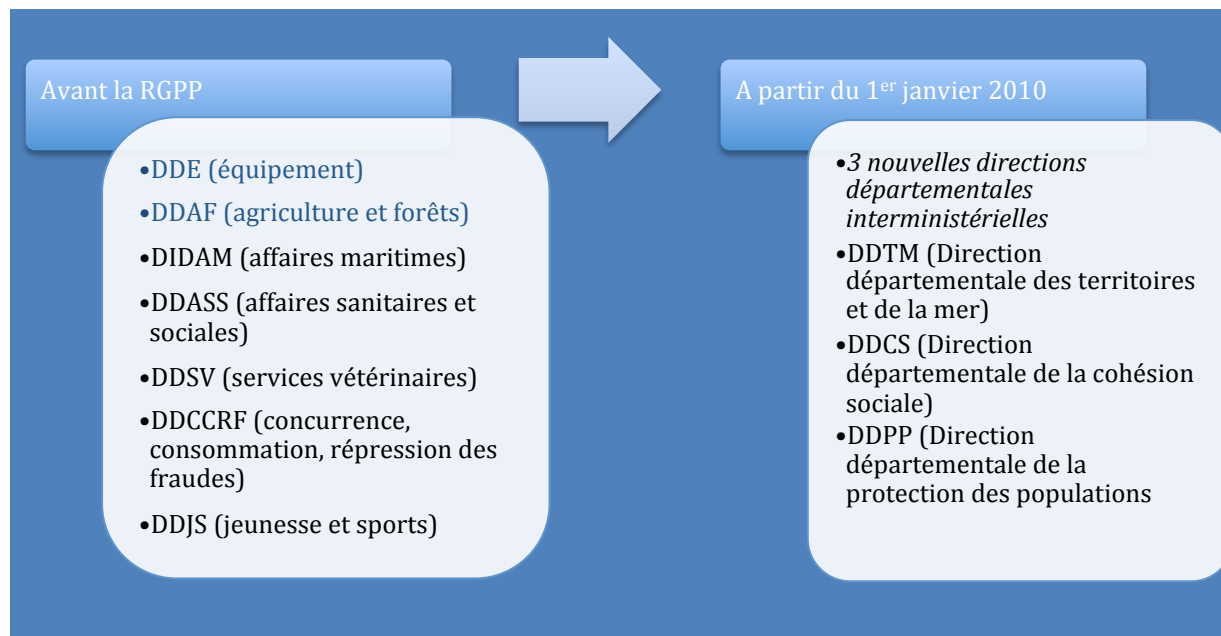 Avant la RGPP
•DDE (équipement)
•DDAF (agriculture et forêts)
•DIDAM (affaires maritimes)
•DDASS (affaires sanitaires et
sociales)
•DDSV (services vétérinaires)
•DDCCRF (concurrence,
consommation, répression des
fraudes)
•DDJS (jeunesse et sports)
A partir du 1er janvier 2010
•3 nouvelles directions
départementales
interministérielles
•DDTM (Direction
départementale des territoires
et de la mer)
•DDCS (Direction
départementale de la cohésion
sociale)
•DDPP (Direction
départementale de la
protection des populations